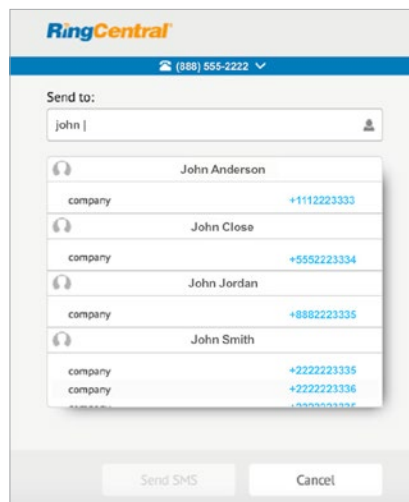 RingCentral
(888) 555-2222
Send to:
john |
John Anderson
company +1112223333
John Close
company +5552223334
John Jordan
company +8882223335
John Smith
company +2222223335
company +2222223336
Send SMS Cancel